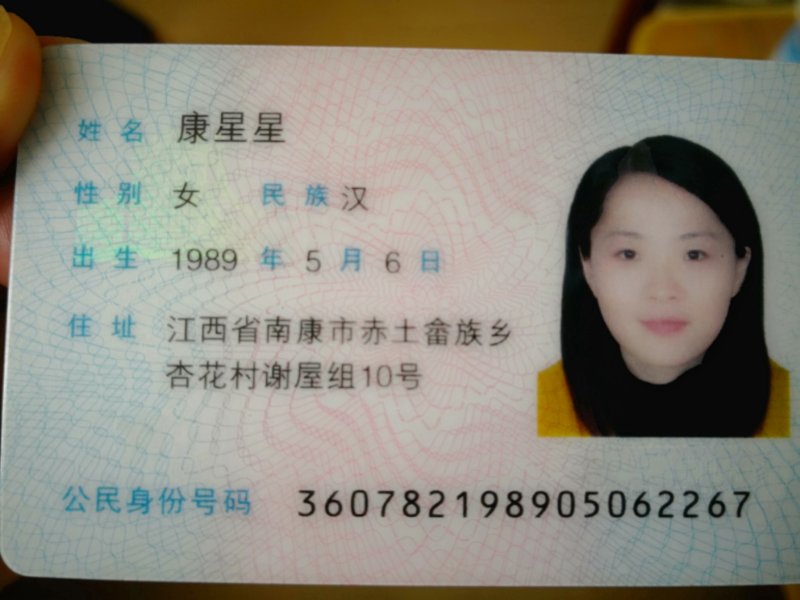 姓名 康星星
性别 女 民族 汉
出生 1989 年 5 月 6 日
住址 江西省南康市赤土畲族乡
杏花村谢屋组10号
公民身份号码 360782198905062267